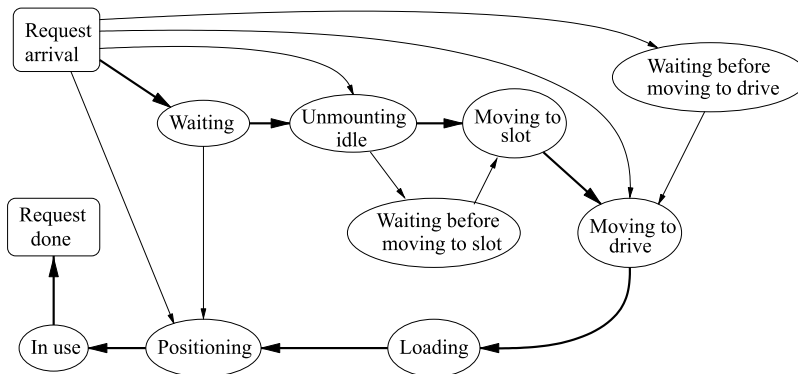 Request
arrival
Waiting before
moving to drive
Waiting
Unmounting
idle
Moving to
slot
Request
done
Waiting before
moving to slot
Moving to
drive
In use
Positioning
Loading